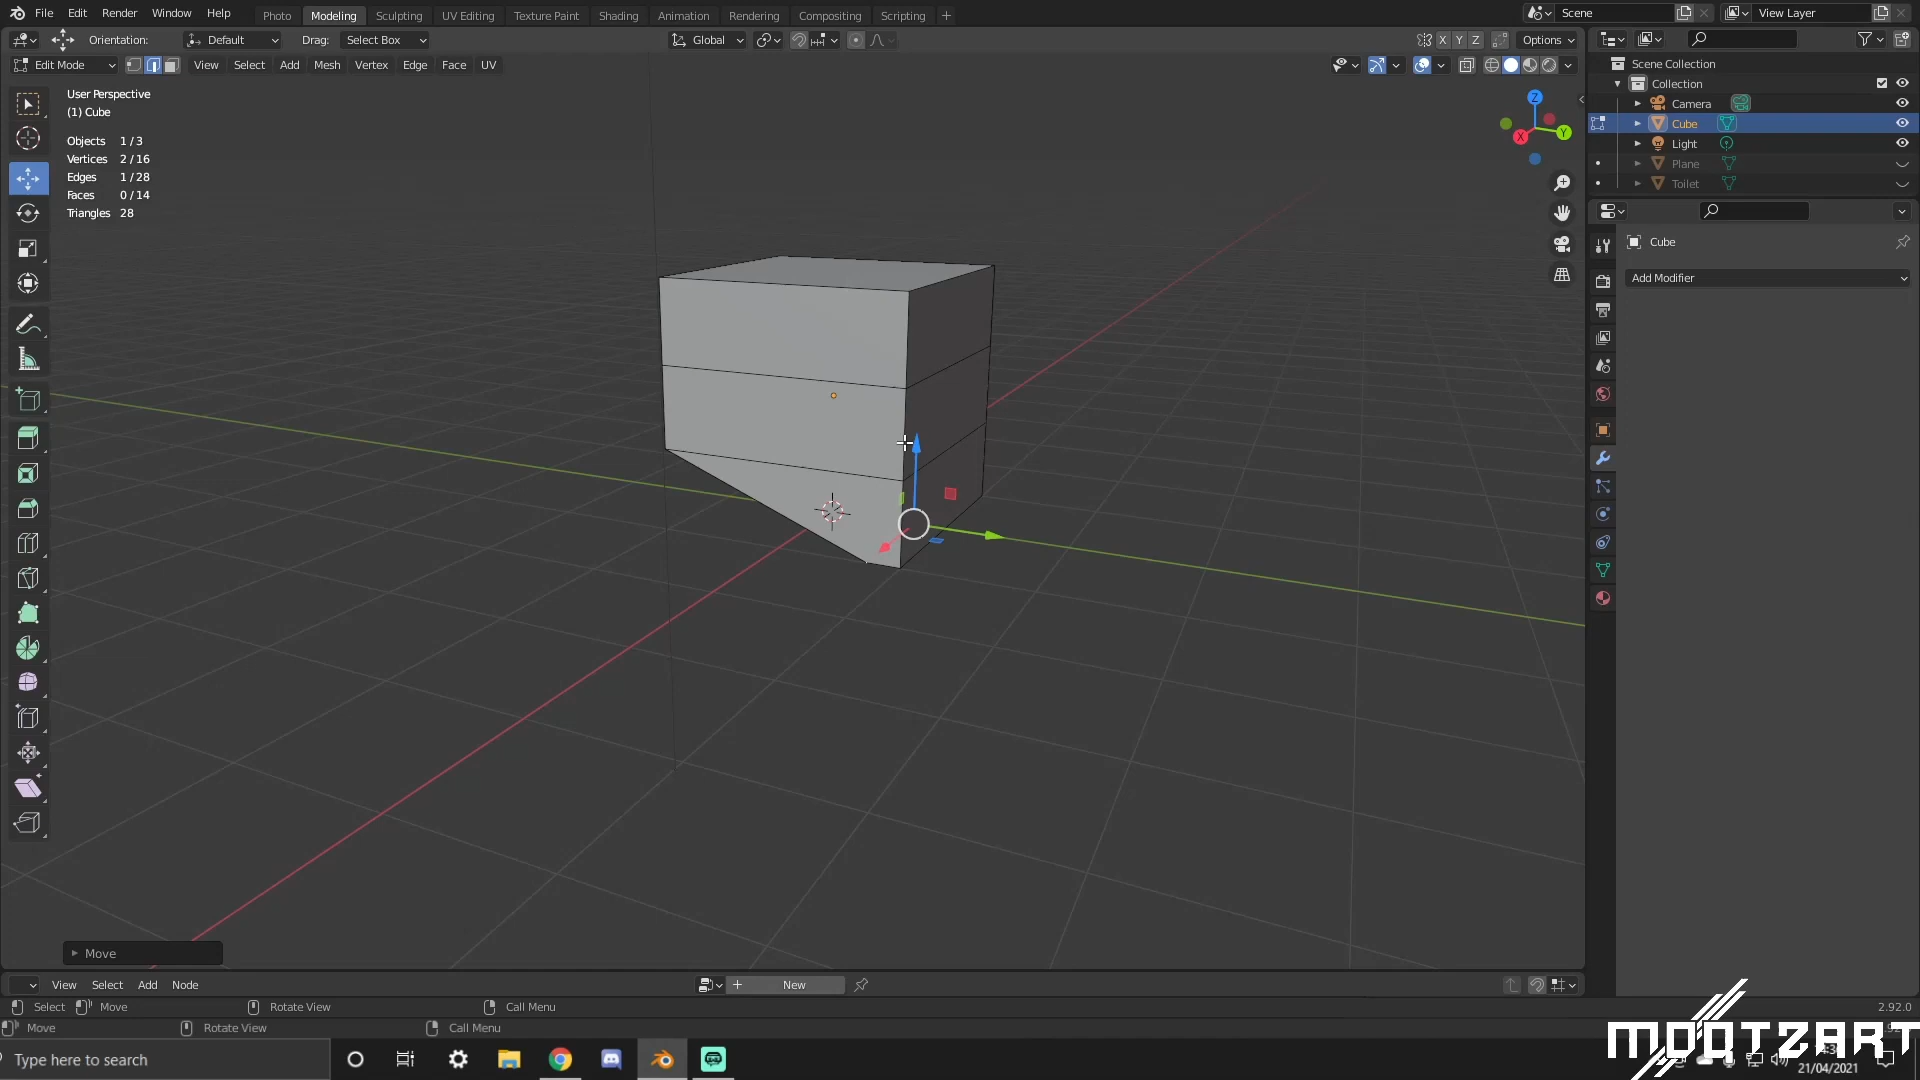 File Edit Render Window Help Photo Modeling Sculpting UV Editing Texture Paint Shading Animation Rendering Compositing Scripting + Scene View Layer
Orientation: Default Drag: Select Box Global X Y Z Options
Edit Mode View Select Add Mesh Vertex Edge Face UV
User Perspective
(1) Cube
Objects 1 / 3
Vertices 2 / 16
Edges 1 / 28
Faces 0 / 14
Triangles 28
Z
X
Y
Scene Collection
Collection
Camera
Cube
Light
Plane
Toilet
Cube
Add Modifier
Move
View Select Add Node New
Select Move Rotate View Call Menu 2.92.0
Move Rotate View Call Menu
MOOTZART
Type here to search
21/04/2021